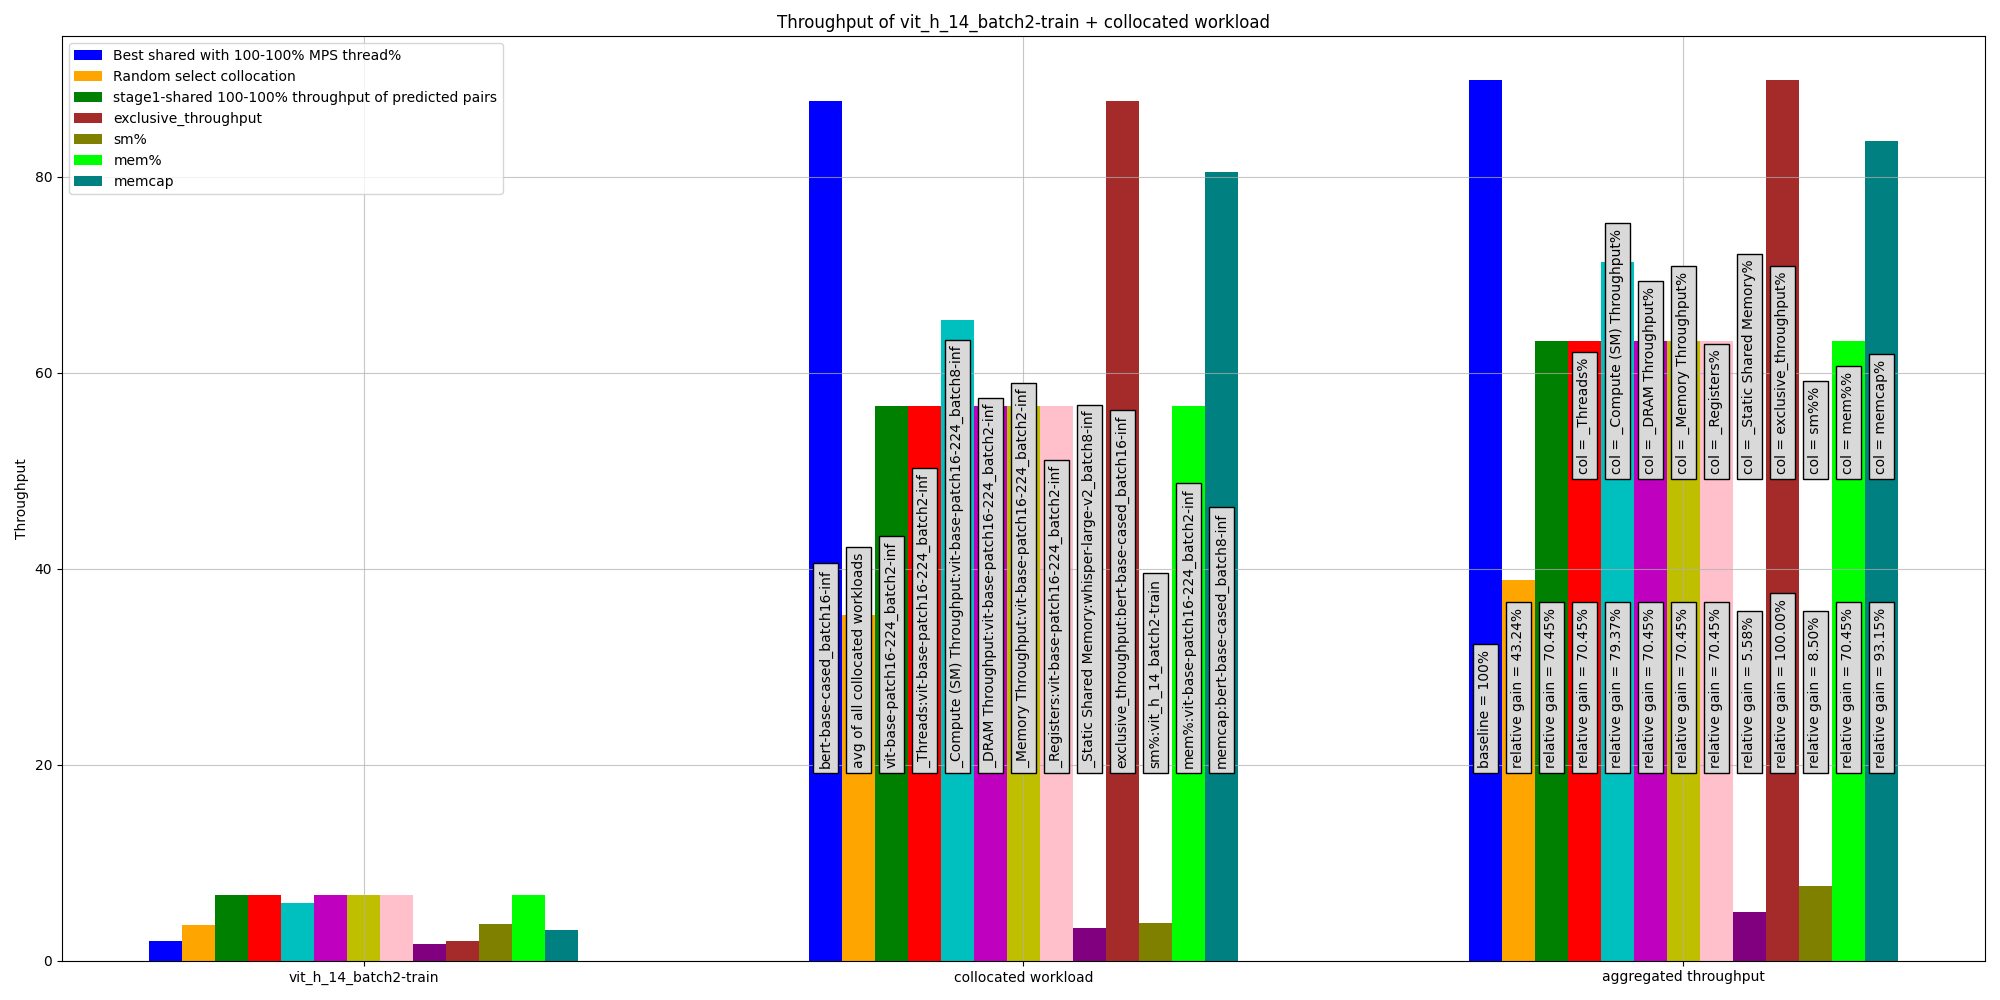 Throughput of vit_h_14_batch2-train + collocated workload
Best shared with 100-100% MPS thread%
Random select collocation
stage1-shared 100-100% throughput of predicted pairs
exclusive_throughput
sm%
mem%
memcap
Throughput
80
60
40
20
0
bert-base-cased_batch16-inf
avg of all collocated workloads
vit-base-patch16-224_batch2-inf
_Threads:vit-base-patch16-224_batch2-inf
_Compute (SM) Throughput:vit-base-patch16-224_batch8-inf
_DRAM Throughput:vit-base-patch16-224_batch2-inf
_Memory Throughput:vit-base-patch16-224_batch2-inf
_Registers:vit-base-patch16-224_batch2-inf
_Static Shared Memory:whisper-large-v2_batch8-inf
exclusive_throughput:bert-base-cased_batch16-inf
sm%:vit_h_14_batch2-train
mem%:vit-base-patch16-224_batch2-inf
memcap:bert-base-cased_batch8-inf
col = _Threads%
col = _Compute (SM) Throughput%
col = _DRAM Throughput%
col = _Memory Throughput%
col = _Registers%
col = _Static Shared Memory%
col = exclusive_throughput%
col = sm%%
col = mem%%
col = memcap%
baseline = 100%
relative gain = 43.24%
relative gain = 70.45%
relative gain = 70.45%
relative gain = 79.37%
relative gain = 70.45%
relative gain = 70.45%
relative gain = 70.45%
relative gain = 5.58%
relative gain = 100.00%
relative gain = 8.50%
relative gain = 70.45%
relative gain = 93.15%
vit_h_14_batch2-train
collocated workload
aggregated throughput